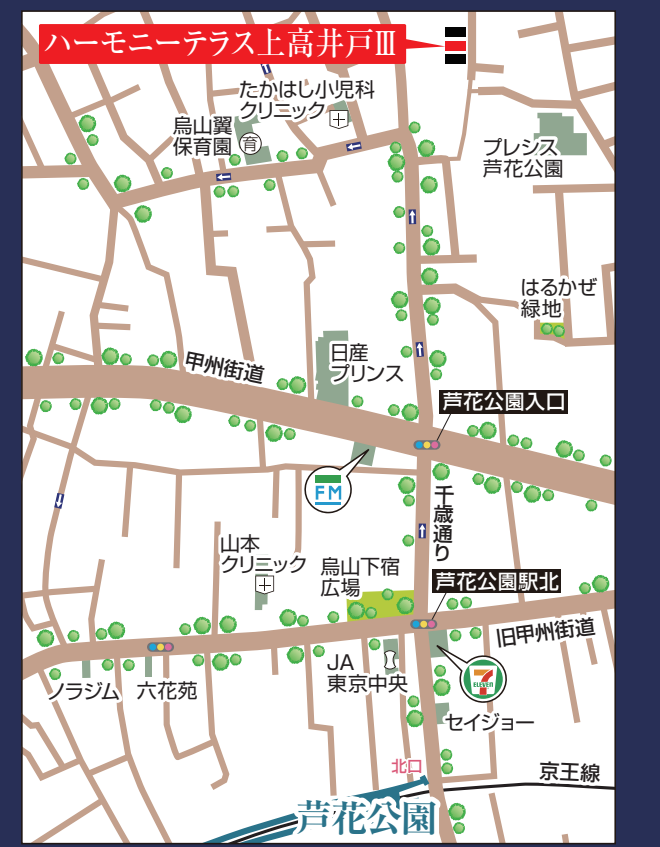 ハーモニーテラス上高井戸Ⅲ
たかはし小児科
クリニック
烏山翼
保育園
育
プレシス
芦花公園
はるかぜ
緑地
日産
プリンス
甲州街道
芦花公園入口
FM
千歳通り
山本
クリニック
烏山下宿
広場
芦花公園駅北
旧甲州街道
JA
東京中央
ノラジム
六花苑
7
ELEVEN
セイジョー
北口
京王線
芦花公園